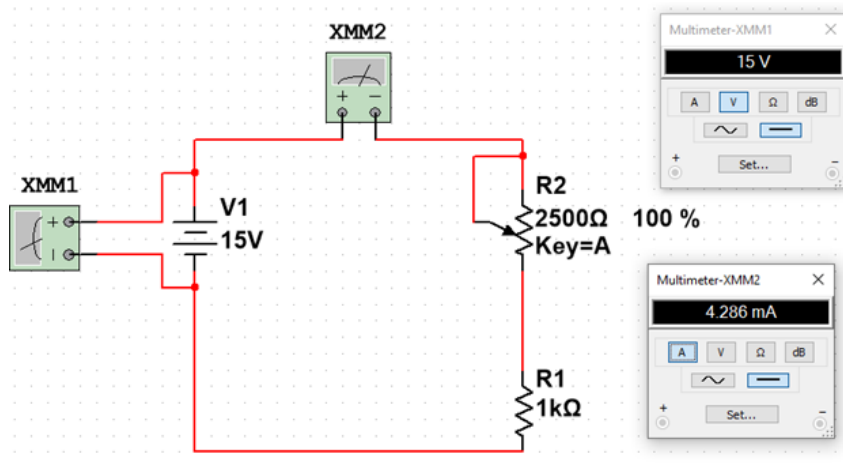 XMM2
+ −
XMM1
+
−
V1
15V
R2
2500Ω 100 %
Key=A
R1
1kΩ
Multimeter-XMM1
15 V
A V Ω dB
+ Set... −
Multimeter-XMM2
4.286 mA
A V Ω dB
+ Set... −